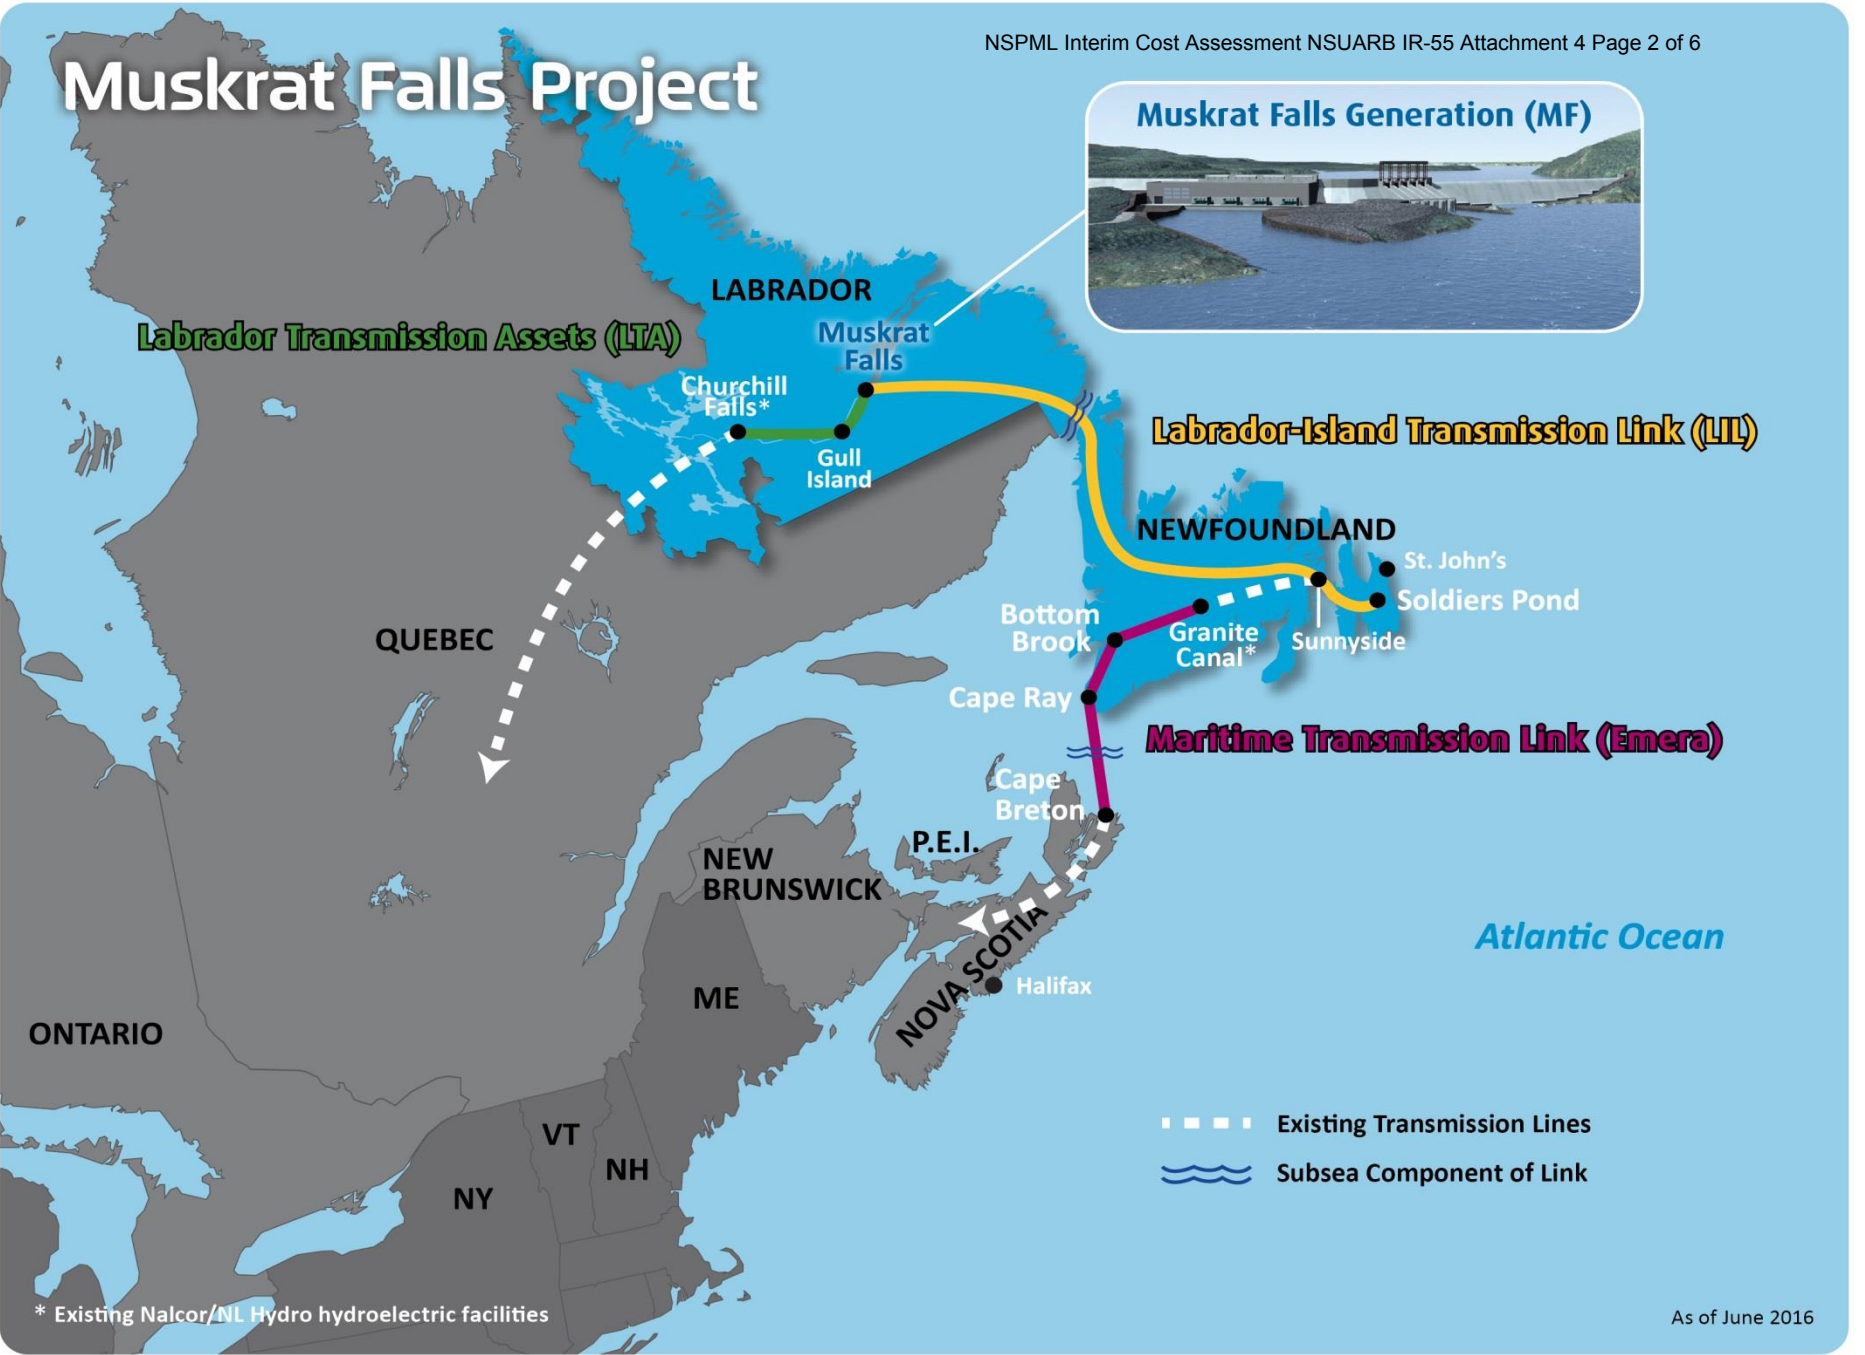 NSPML Interim Cost Assessment NSUARB IR-55 Attachment 4 Page 2 of 6
Muskrat Falls Project
Muskrat Falls Generation (MF)
LABRADOR
Labrador Transmission Assets (LTA)
Muskrat
Falls
Churchill
Falls*
Gull
Island
Labrador-Island Transmission Link (LIL)
NEWFOUNDLAND
St. John's
Soldiers Pond
Bottom
Brook
Granite
Canal*
Sunnyside
QUEBEC
Cape Ray
Maritime Transmission Link (Emera)
Cape
Breton
P.E.I.
NEW
BRUNSWICK
NOVA SCOTIA
Atlantic Ocean
Halifax
ME
ONTARIO
VT
NH
NY
Existing Transmission Lines
Subsea Component of Link
* Existing Nalcor/NL Hydro hydroelectric facilities
As of June 2016